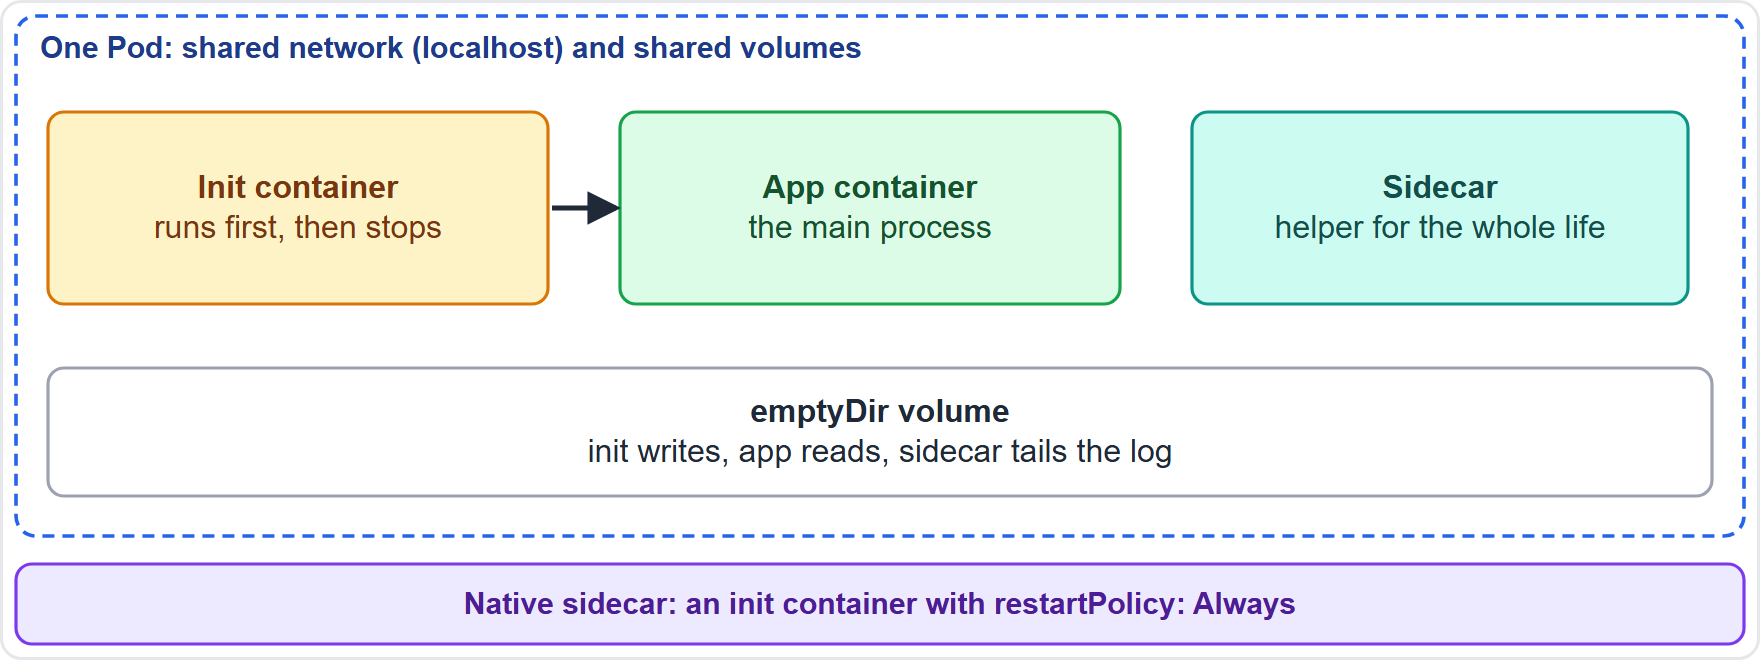 One Pod: shared network (localhost) and shared volumes
Init container
runs first, then stops
App container
the main process
Sidecar
helper for the whole life
emptyDir volume
init writes, app reads, sidecar tails the log
Native sidecar: an init container with restartPolicy: Always